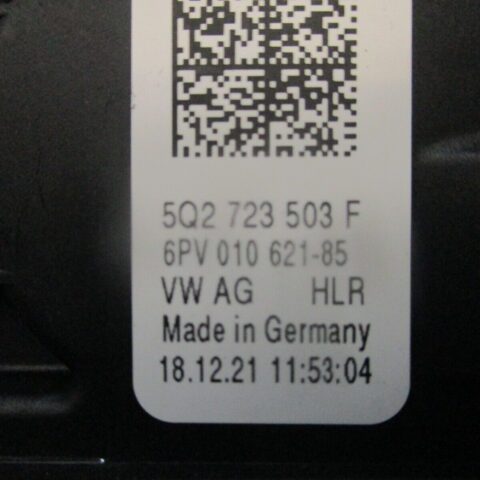 5Q2 723 503 F
6PV 010 621-85
VW AG HLR
Made in Germany
18.12.21 11:53:04